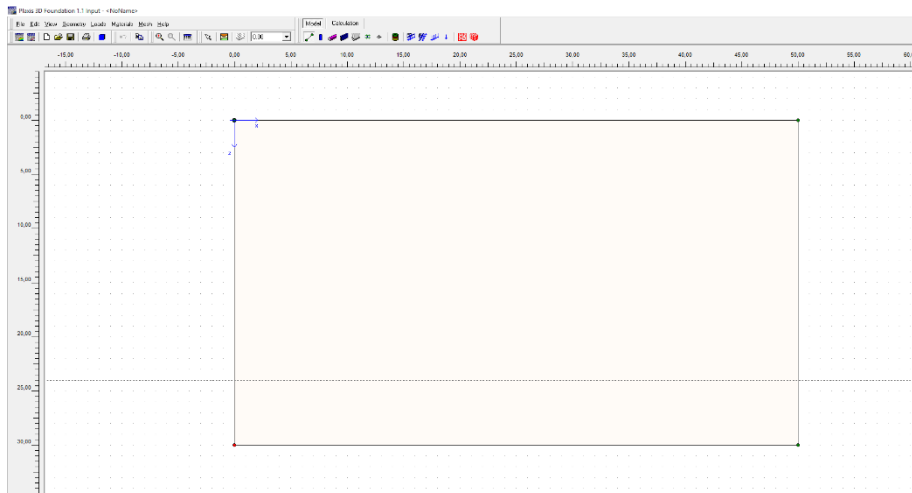 Plaxis 3D Foundation 1.1 Input - <NoName>
File Edit View Geometry Loads Materials Mesh Help
Model Calculation
0,00
-15,00 -10,00 -5,00 0,00 5,00 10,00 15,00 20,00 25,00 30,00 35,00 40,00 45,00 50,00 55,00 60,
0,00
x
z
5,00
10,00
15,00
20,00
25,00
30,00